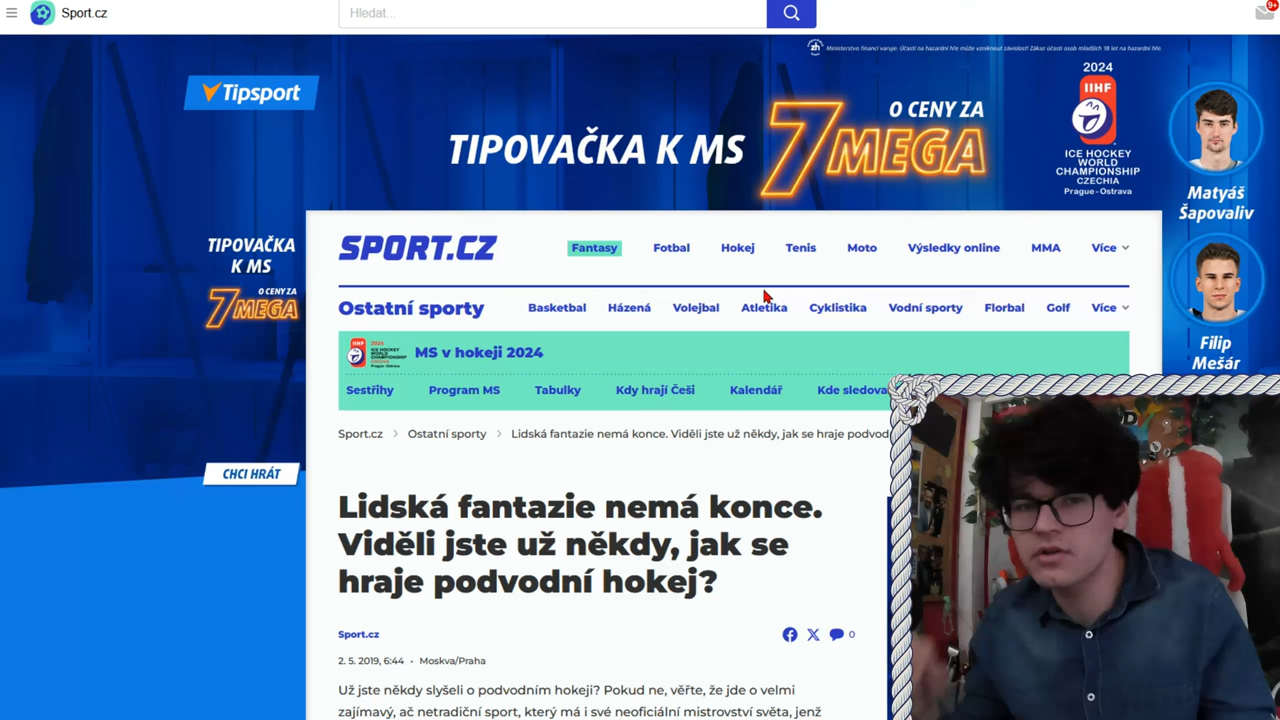 Sport.cz
Hledat...
9+
Ministerstvo financí varuje: Účastí na hazardní hře může vzniknout závislost! Zákaz účasti osob mladších 18 let na hazardní hře.
Tipsport
TIPOVAČKA K MS
7MEGA
O CENY ZA
2024
IIHF
ICE HOCKEY
WORLD
CHAMPIONSHIP
CZECHIA
Prague - Ostrava
Matyáš
Šapovaliv
Filip
Mešár
TIPOVAČKA
K MS
O CENY ZA
7MEGA
CHCI HRÁT
SPORT.CZ
Fantasy Fotbal Hokej Tenis Moto Výsledky online MMA Více
Ostatní sporty Basketbal Házená Volejbal Atletika Cyklistika Vodní sporty Florbal Golf Více
MS v hokeji 2024
Sestřihy Program MS Tabulky Kdy hrají Češi Kalendář Kde sledova
Sport.cz > Ostatní sporty > Lidská fantazie nemá konce. Viděli jste už někdy, jak se hraje podvod
Lidská fantazie nemá konce.
Viděli jste už někdy, jak se
hraje podvodní hokej?
Sport.cz
0
2. 5. 2019, 6:44 • Moskva/Praha
Už jste někdy slyšeli o podvodním hokeji? Pokud ne, věřte, že jde o velmi
zajímavý, ač netradiční sport, který má i své neoficiální mistrovství světa, jenž